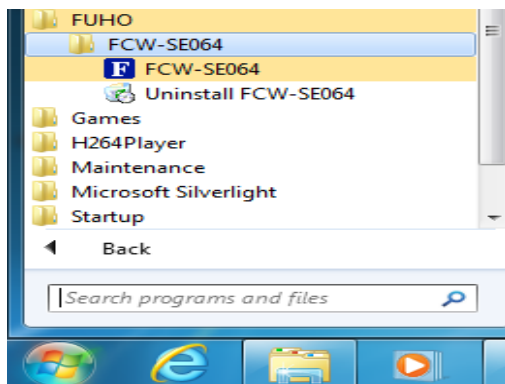 FUHO
FCW-SE064
F FCW-SE064
Uninstall FCW-SE064
Games
H264Player
Maintenance
Microsoft Silverlight
Startup
Back
Search programs and files